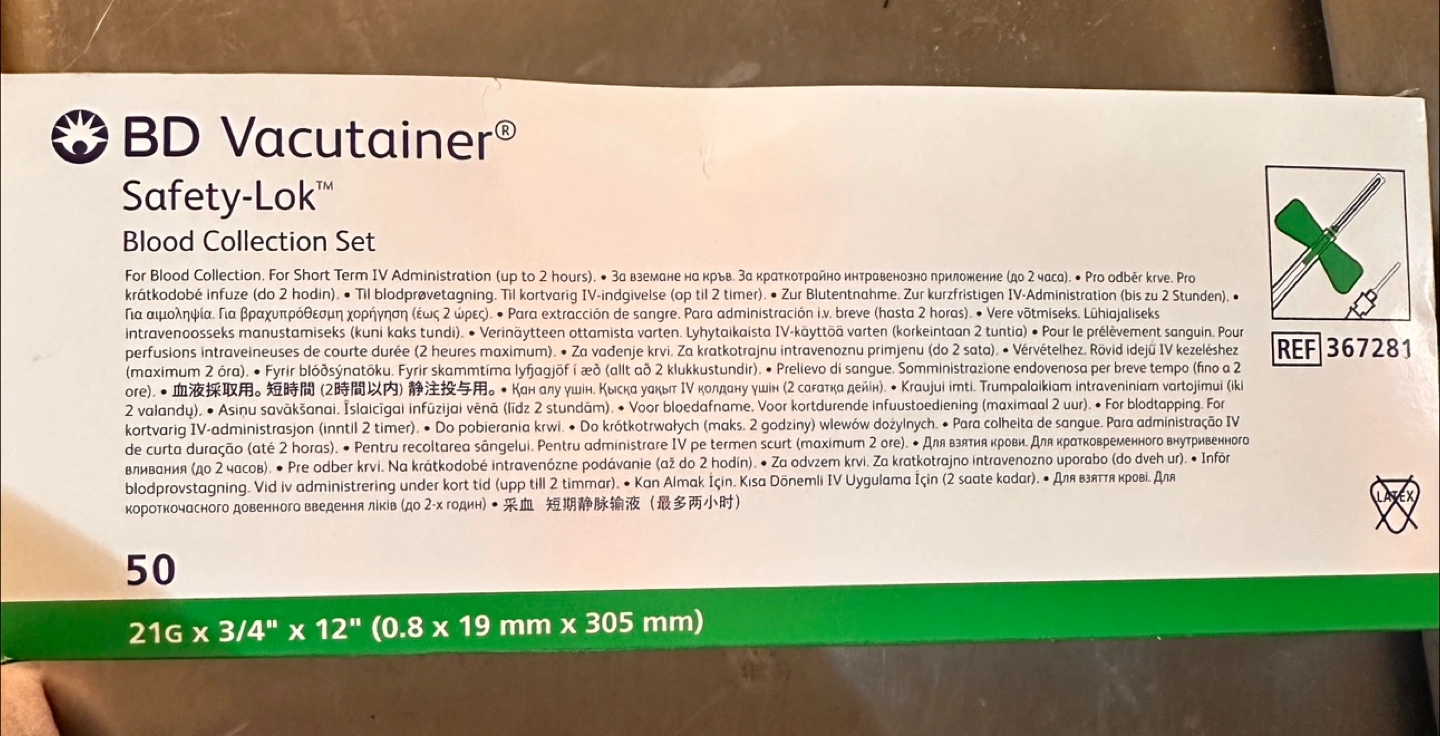 BD Vacutainer®
Safety-Lok™
Blood Collection Set
For Blood Collection. For Short Term IV Administration (up to 2 hours). • За вземане на кръв. За краткотрайно интравенозно приложение (до 2 часа). • Pro odběr krve. Pro
krátkodobé infuze (do 2 hodin). • Til blodprøvetagning. Til kortvarig IV-indgivelse (op til 2 timer). • Zur Blutentnahme. Zur kurzfristigen IV-Administration (bis zu 2 Stunden). •
Για αιμοληψία. Για βραχυπρόθεσμη χορήγηση (έως 2 ώρες). • Para extracción de sangre. Para administración i.v. breve (hasta 2 horas). • Vere võtmiseks. Lühiajaliseks
intravenoosseks manustamiseks (kuni kaks tundi). • Verinäytteen ottamista varten. Lyhytaikaista IV-käyttöä varten (korkeintaan 2 tuntia) • Pour le prélèvement sanguin. Pour
perfusions intraveineuses de courte durée (2 heures maximum). • Za vađenje krvi. Za kratkotrajnu intravenoznu primjenu (do 2 sata). • Vérvételhez. Rövid idejű IV kezeléshez
(maximum 2 óra). • Fyrir blóðsýnatöku. Fyrir skammtíma lyfjagjöf í æð (allt að 2 klukkustundir). • Prelievo di sangue. Somministrazione endovenosa per breve tempo (fino a 2
ore). • 血液採取用。短時間 (2時間以内) 静注投与用。 • Қан алу үшін. Қысқа уақыт IV қолдану үшін (2 сағатқа дейін). • Kraujui imti. Trumpalaikiam intraveniniam vartojimui (iki
2 valandų). • Asiņu savākšanai. Īslaicīgai infūzijai vēnā (līdz 2 stundām). • Voor bloedafname. Voor kortdurende infuustoediening (maximaal 2 uur). • For blodtapping. For
kortvarig IV-administrasjon (inntil 2 timer). • Do pobierania krwi. • Do krótkotrwałych (maks. 2 godziny) wlewów dożylnych. • Para colheita de sangue. Para administração IV
de curta duração (até 2 horas). • Pentru recoltarea sângelui. Pentru administrare IV pe termen scurt (maximum 2 ore). • Для взятия крови. Для кратковременного внутривенного
вливания (до 2 часов). • Pre odber krvi. Na krátkodobé intravenózne podávanie (až do 2 hodín). • Za odvzem krvi. Za kratkotrajno intravenozno uporabo (do dveh ur). • Inför
blodprovstagning. Vid iv administrering under kort tid (upp till 2 timmar). • Kan Almak İçin. Kısa Dönemli IV Uygulama İçin (2 saate kadar). • Для взяття крові. Для
короткочасного довенного введення ліків (до 2-х годин) • 采血 短期静脉输液（最多两小时）
REF 367281
LATEX
50
21G x 3/4" x 12" (0.8 x 19 mm x 305 mm)